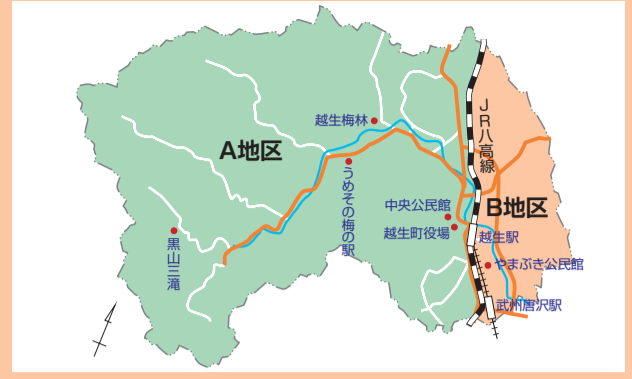 越生梅林
JR八高線
A地区
うめその梅の駅
中央公民館
B地区
越生町役場
越生駅
黒山三滝
やまぶき公民館
武州唐沢駅